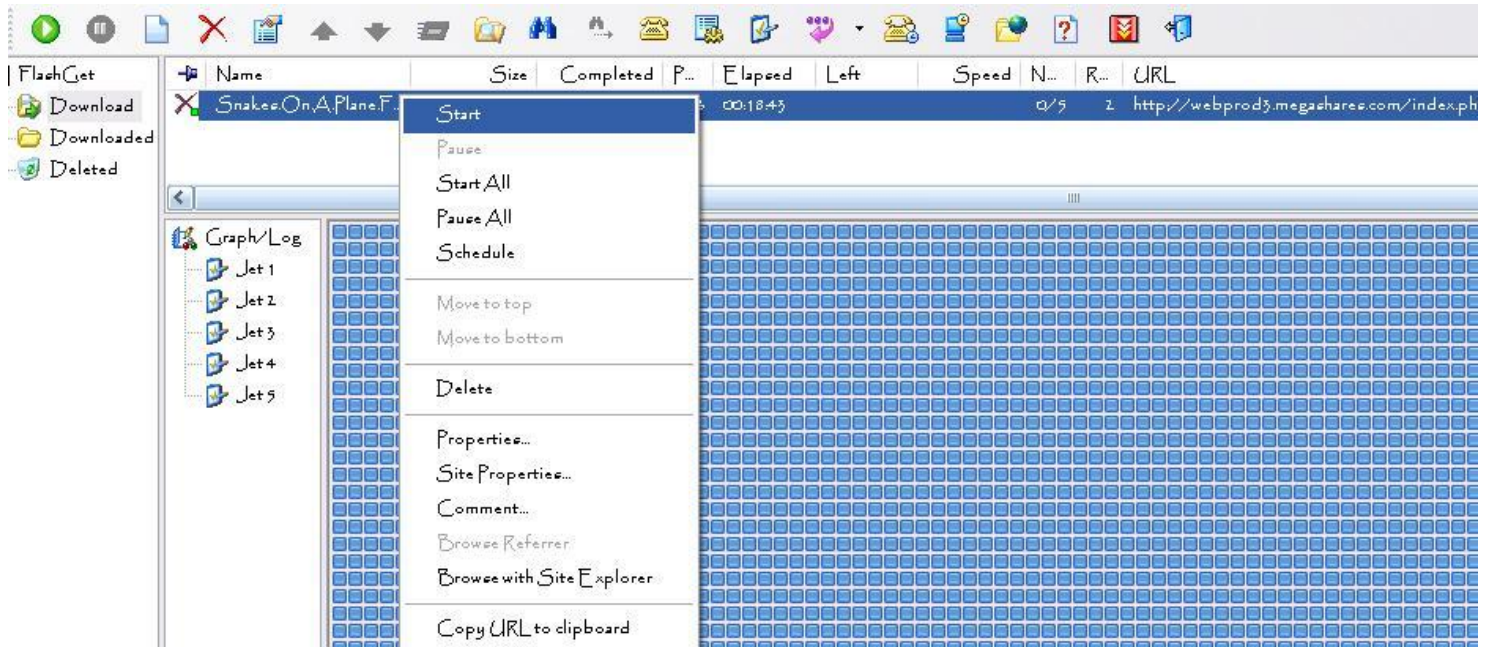 FlashGet
Download
Downloaded
Deleted
Name Size Completed P... Elapsed Left Speed N... R... URL
Snakes.On.A.Plane.F... 00:18:43 0/5 2 http://webprod3.megashares.com/index.ph
Graph/Log
Jet 1
Jet 2
Jet 3
Jet 4
Jet 5
Start
Pause
Start All
Pause All
Schedule
Move to top
Move to bottom
Delete
Properties...
Site Properties...
Comment...
Browse Referrer
Browse with Site Explorer
Copy URL to clipboard